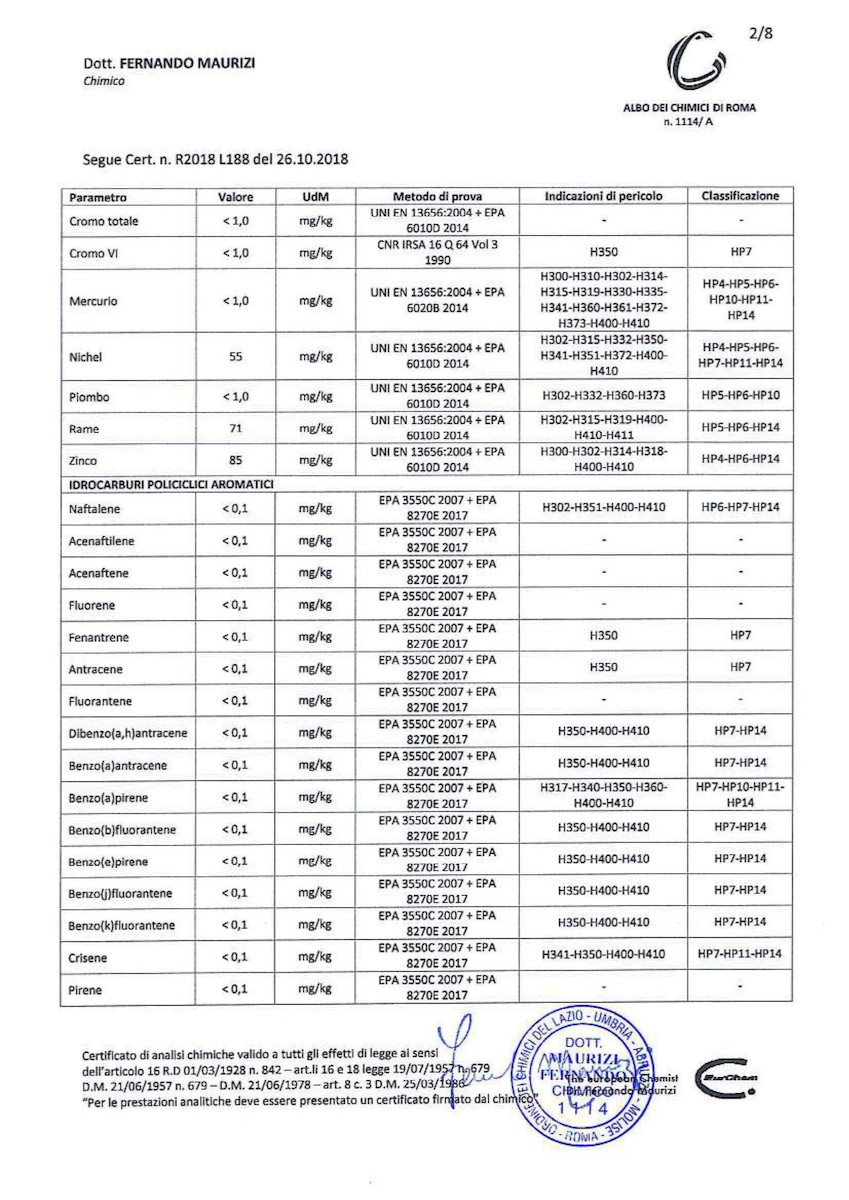 2/8
Dott. FERNANDO MAURIZI
Chimico
ALBO DEI CHIMICI DI ROMA
n. 1114/ A
Segue Cert. n. R2018 L188 del 26.10.2018
Parametro Valore UdM Metodo di prova Indicazioni di pericolo Classificazione
Cromo totale < 1,0 mg/kg UNI EN 13656:2004 + EPA 6010D 2014 - -
Cromo VI < 1,0 mg/kg CNR IRSA 16 Q 64 Vol 3 1990 H350 HP7
Mercurio < 1,0 mg/kg UNI EN 13656:2004 + EPA 6020B 2014 H300-H310-H302-H314-H315-H319-H330-H335-H341-H360-H361-H372-H373-H400-H410 HP4-HP5-HP6-HP10-HP11-HP14
Nichel 55 mg/kg UNI EN 13656:2004 + EPA 6010D 2014 H302-H315-H332-H350-H341-H351-H372-H400-H410 HP4-HP5-HP6-HP7-HP11-HP14
Piombo < 1,0 mg/kg UNI EN 13656:2004 + EPA 6010D 2014 H302-H332-H360-H373 HP5-HP6-HP10
Rame 71 mg/kg UNI EN 13656:2004 + EPA 6010D 2014 H302-H315-H319-H400-H410-H411 HP5-HP6-HP14
Zinco 85 mg/kg UNI EN 13656:2004 + EPA 6010D 2014 H300-H302-H314-H318-H400-H410 HP4-HP6-HP14
IDROCARBURI POLICICLICI AROMATICI
Naftalene < 0,1 mg/kg EPA 3550C 2007 + EPA 8270E 2017 H302-H351-H400-H410 HP6-HP7-HP14
Acenaftilene < 0,1 mg/kg EPA 3550C 2007 + EPA 8270E 2017 - -
Acenaftene < 0,1 mg/kg EPA 3550C 2007 + EPA 8270E 2017 - -
Fluorene < 0,1 mg/kg EPA 3550C 2007 + EPA 8270E 2017 - -
Fenantrene < 0,1 mg/kg EPA 3550C 2007 + EPA 8270E 2017 H350 HP7
Antracene < 0,1 mg/kg EPA 3550C 2007 + EPA 8270E 2017 H350 HP7
Fluorantene < 0,1 mg/kg EPA 3550C 2007 + EPA 8270E 2017 - -
Dibenzo(a,h)antracene < 0,1 mg/kg EPA 3550C 2007 + EPA 8270E 2017 H350-H400-H410 HP7-HP14
Benzo(a)antracene < 0,1 mg/kg EPA 3550C 2007 + EPA 8270E 2017 H350-H400-H410 HP7-HP14
Benzo(a)pirene < 0,1 mg/kg EPA 3550C 2007 + EPA 8270E 2017 H317-H340-H350-H360-H400-H410 HP7-HP10-HP11-HP14
Benzo(b)fluorantene < 0,1 mg/kg EPA 3550C 2007 + EPA 8270E 2017 H350-H400-H410 HP7-HP14
Benzo(e)pirene < 0,1 mg/kg EPA 3550C 2007 + EPA 8270E 2017 H350-H400-H410 HP7-HP14
Benzo(j)fluorantene < 0,1 mg/kg EPA 3550C 2007 + EPA 8270E 2017 H350-H400-H410 HP7-HP14
Benzo(k)fluorantene < 0,1 mg/kg EPA 3550C 2007 + EPA 8270E 2017 H350-H400-H410 HP7-HP14
Crisene < 0,1 mg/kg EPA 3550C 2007 + EPA 8270E 2017 H341-H350-H400-H410 HP7-HP11-HP14
Pirene < 0,1 mg/kg EPA 3550C 2007 + EPA 8270E 2017 - -
Certificato di analisi chimiche valido a tutti gli effetti di legge ai sensi
dell'articolo 16 R.D 01/03/1928 n. 842 – art.li 16 e 18 legge 19/07/1957 n. 679
D.M. 21/06/1957 n. 679 – D.M. 21/06/1978 – art. 8 c. 3 D.M. 25/03/1986
"Per le prestazioni analitiche deve essere presentato un certificato firmato dal chimico"
ORDINE DEI CHIMICI DEL LAZIO - UMBRIA - ABRUZZO - MOLISE - ROMA -
DOTT.
MAURIZI
FERNANDO
CHIMICO
1114
The European Chemist
Dr. Fernando Maurizi
EurChem